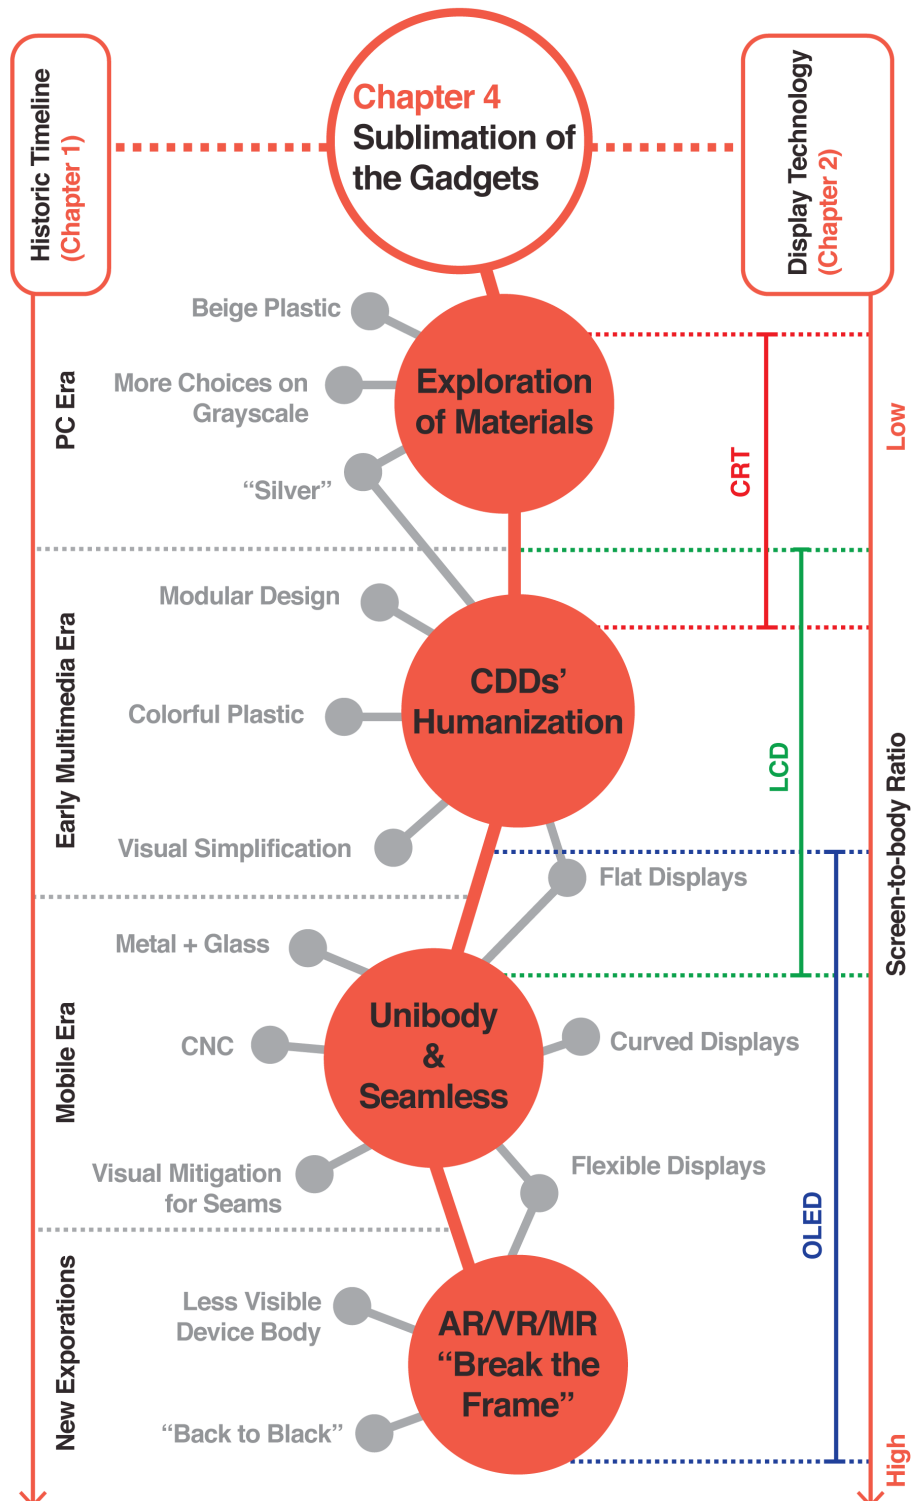 Chapter 4
Sublimation of
the Gadgets
Historic Timeline
(Chapter 1)
Display Technology
(Chapter 2)
PC Era
Beige Plastic
More Choices on
Grayscale
“Silver”
Exploration
of Materials
CRT
Low
Early Multimedia Era
Modular Design
Colorful Plastic
Visual Simplification
CDDs’
Humanization
Flat Displays
LCD
Screen-to-body Ratio
Mobile Era
Metal + Glass
CNC
Visual Mitigation
for Seams
Unibody
&
Seamless
Curved Displays
Flexible Displays
OLED
New Exporations
Less Visible
Device Body
“Back to Black”
AR/VR/MR
“Break the
Frame”
High